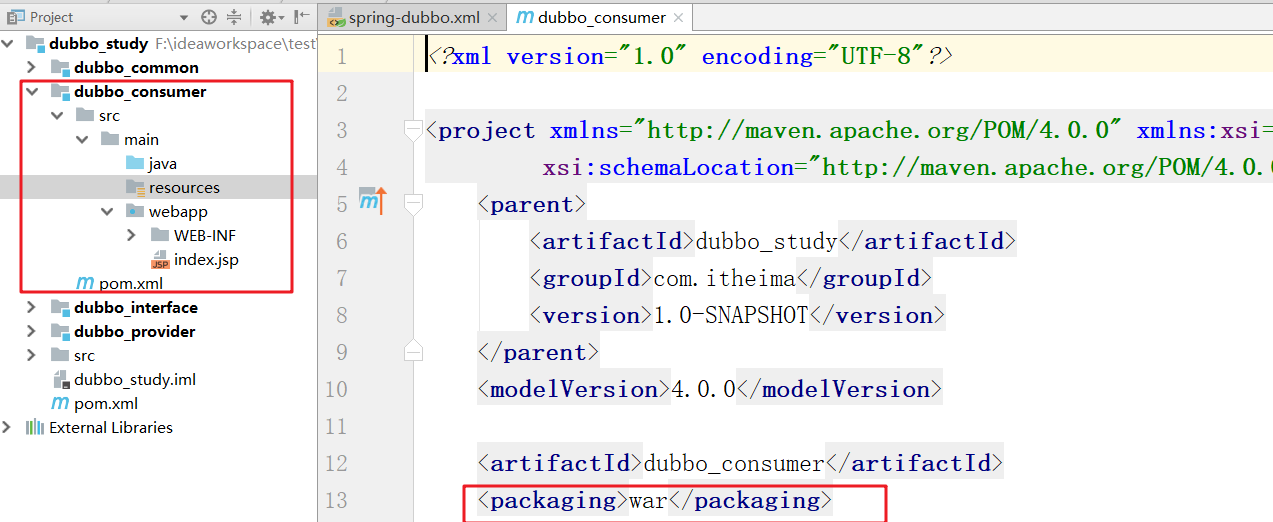 Project
dubbo_study F:\ideaworkspace\test\
dubbo_common
dubbo_consumer
src
main
java
resources
webapp
WEB-INF
JSP index.jsp
m pom.xml
dubbo_interface
dubbo_provider
src
dubbo_study.iml
m pom.xml
External Libraries
spring-dubbo.xml
m dubbo_consumer
1 <?xml version="1.0" encoding="UTF-8"?>
2
3 <project xmlns="http://maven.apache.org/POM/4.0.0" xmlns:xsi=
4 xsi:schemaLocation="http://maven.apache.org/POM/4.0.0
5 m <parent>
6 <artifactId>dubbo_study</artifactId>
7 <groupId>com.itheima</groupId>
8 <version>1.0-SNAPSHOT</version>
9 </parent>
10 <modelVersion>4.0.0</modelVersion>
11
12 <artifactId>dubbo_consumer</artifactId>
13 <packaging>war</packaging>